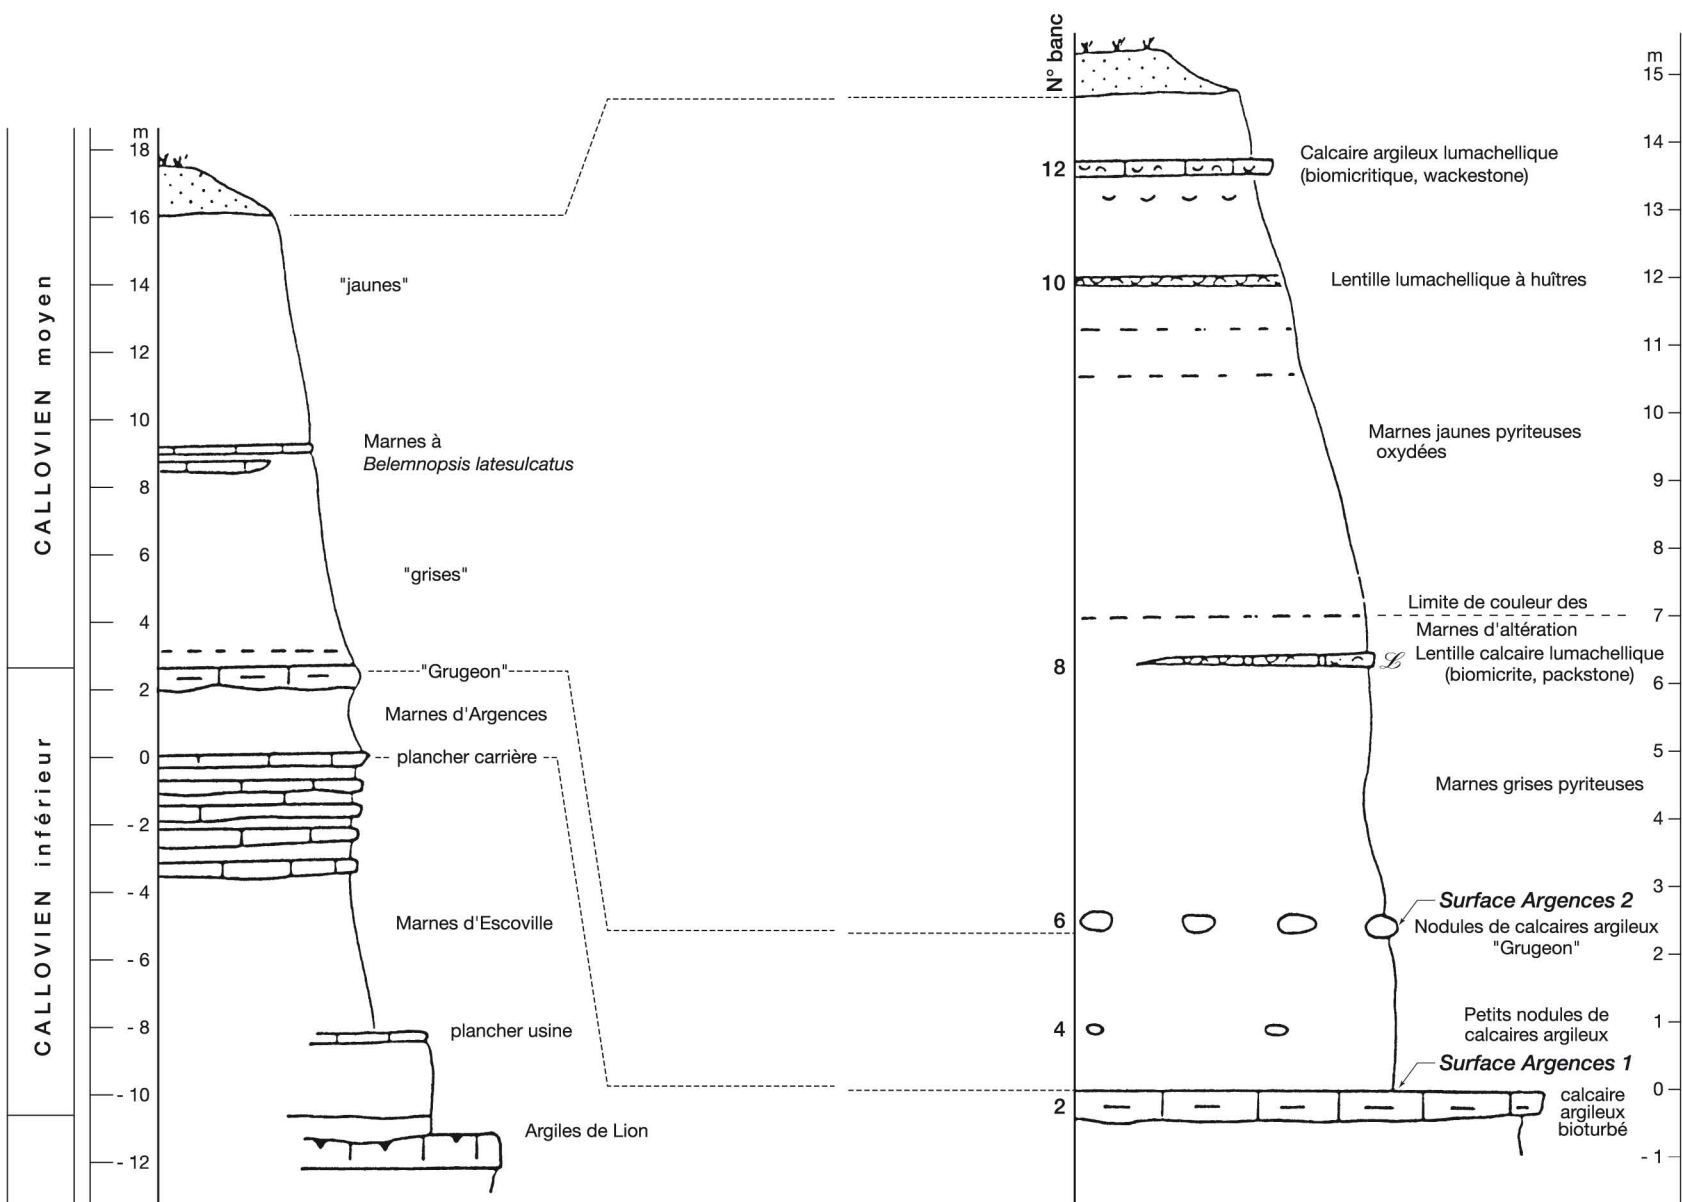 CALLOVIEN moyen
CALLOVIEN inférieur
m
18
16
14
12
10
8
6
4
2
0
- 2
- 4
- 6
- 8
- 10
- 12
"jaunes"
Marnes à
Belemnopsis latesulcatus
"grises"
"Grugeon"
Marnes d'Argences
plancher carrière
Marnes d'Escoville
plancher usine
Argiles de Lion
N° banc
12
10
8
6
4
2
Calcaire argileux lumachellique
(biomicritique, wackestone)
Lentille lumachellique à huîtres
Marnes jaunes pyriteuses
oxydées
Limite de couleur des
Marnes d'altération
ℒ Lentille calcaire lumachellique
(biomicrite, packstone)
Marnes grises pyriteuses
Surface Argences 2
Nodules de calcaires argileux
"Grugeon"
Petits nodules de
calcaires argileux
Surface Argences 1
calcaire
argileux
bioturbé
m
15
14
13
12
11
10
9
8
7
6
5
4
3
2
1
0
- 1